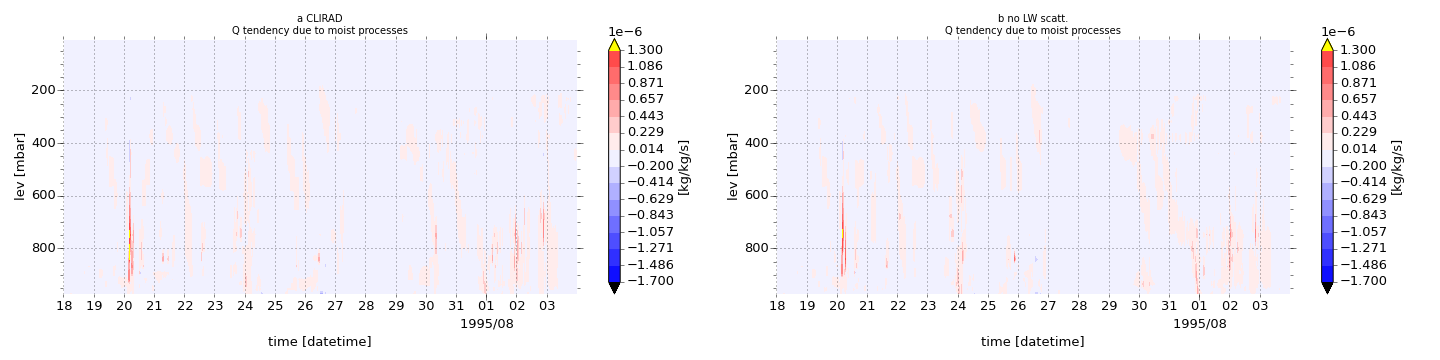 a CLIRAD
Q tendency due to moist processes
1e−6
1.300
1.086
0.871
0.657
0.443
0.229
0.014
−0.200
−0.414
−0.629
−0.843
−1.057
−1.271
−1.486
−1.700
[kg/kg/s]
200
400
600
800
lev [mbar]
18 19 20 21 22 23 24 25 26 27 28 29 30 31 01 02 03
1995/08
time [datetime]
b no LW scatt.
Q tendency due to moist processes
1e−6
1.300
1.086
0.871
0.657
0.443
0.229
0.014
−0.200
−0.414
−0.629
−0.843
−1.057
−1.271
−1.486
−1.700
[kg/kg/s]
200
400
600
800
lev [mbar]
18 19 20 21 22 23 24 25 26 27 28 29 30 31 01 02 03
1995/08
time [datetime]